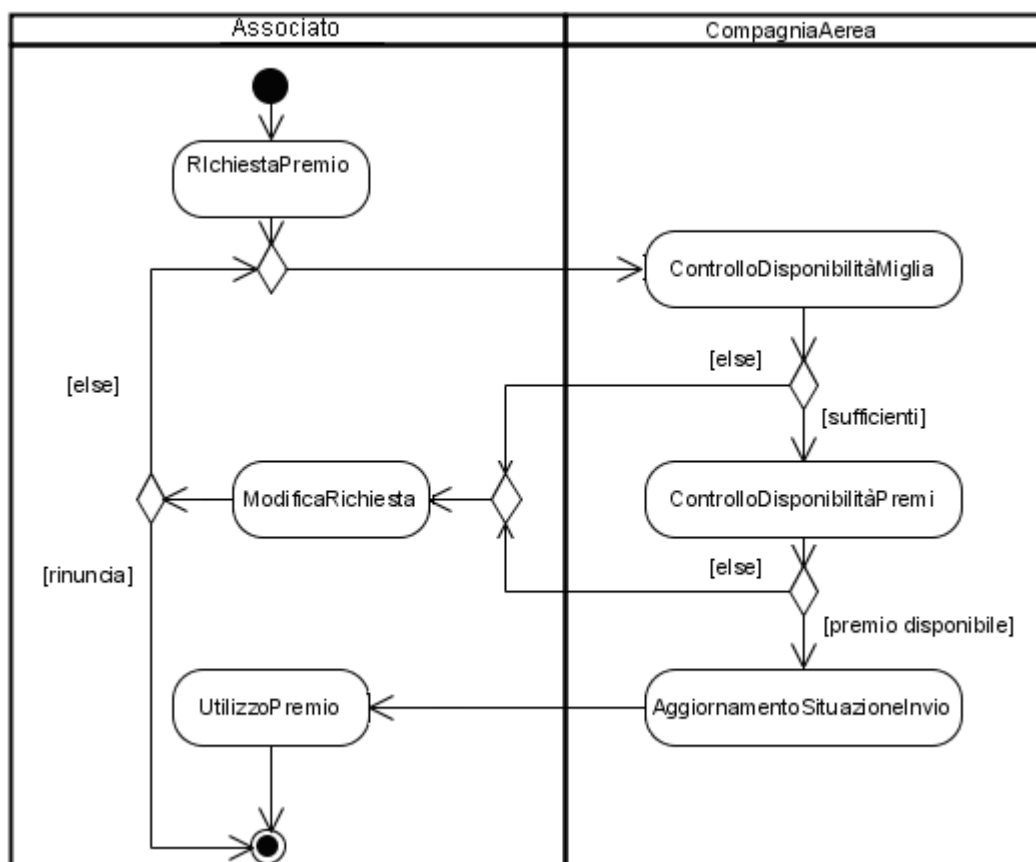 Associato
CompagniaAerea
RIchiestaPremio
ControlloDisponibilitàMiglia
[else]
[else]
[sufficienti]
ModificaRichiesta
ControlloDisponibilitàPremi
[rinuncia]
[else]
[premio disponibile]
UtilizzoPremio
AggiornamentoSituazioneInvio